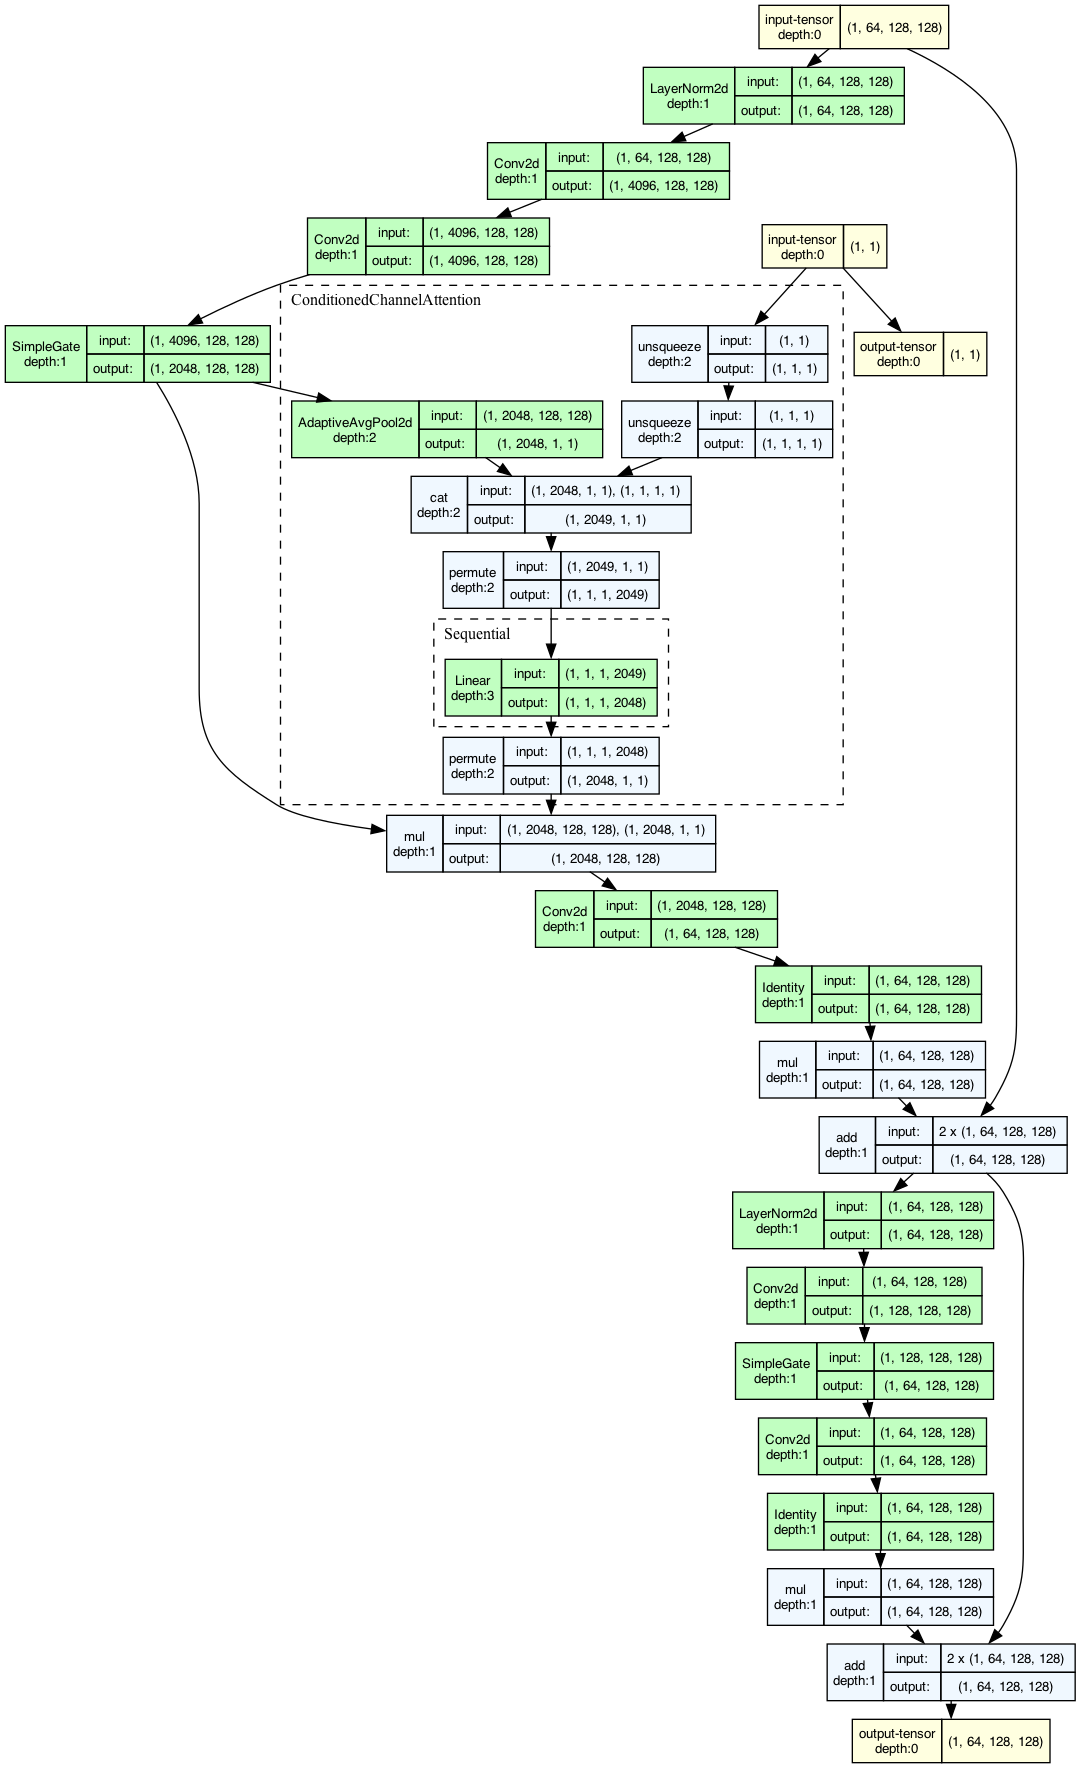 input-tensor
depth:0
(1, 64, 128, 128)
LayerNorm2d
depth:1
input:
(1, 64, 128, 128)
output:
(1, 64, 128, 128)
Conv2d
depth:1
input:
(1, 64, 128, 128)
output:
(1, 4096, 128, 128)
Conv2d
depth:1
input:
(1, 4096, 128, 128)
output:
(1, 4096, 128, 128)
input-tensor
depth:0
(1, 1)
ConditionedChannelAttention
SimpleGate
depth:1
input:
(1, 4096, 128, 128)
output:
(1, 2048, 128, 128)
unsqueeze
depth:2
input:
(1, 1)
output:
(1, 1, 1)
output-tensor
depth:0
(1, 1)
AdaptiveAvgPool2d
depth:2
input:
(1, 2048, 128, 128)
output:
(1, 2048, 1, 1)
unsqueeze
depth:2
input:
(1, 1, 1)
output:
(1, 1, 1, 1)
cat
depth:2
input:
(1, 2048, 1, 1), (1, 1, 1, 1)
output:
(1, 2049, 1, 1)
permute
depth:2
input:
(1, 2049, 1, 1)
output:
(1, 1, 1, 2049)
Sequential
Linear
depth:3
input:
(1, 1, 1, 2049)
output:
(1, 1, 1, 2048)
permute
depth:2
input:
(1, 1, 1, 2048)
output:
(1, 2048, 1, 1)
mul
depth:1
input:
(1, 2048, 128, 128), (1, 2048, 1, 1)
output:
(1, 2048, 128, 128)
Conv2d
depth:1
input:
(1, 2048, 128, 128)
output:
(1, 64, 128, 128)
Identity
depth:1
input:
(1, 64, 128, 128)
output:
(1, 64, 128, 128)
mul
depth:1
input:
(1, 64, 128, 128)
output:
(1, 64, 128, 128)
add
depth:1
input:
2 x (1, 64, 128, 128)
output:
(1, 64, 128, 128)
LayerNorm2d
depth:1
input:
(1, 64, 128, 128)
output:
(1, 64, 128, 128)
Conv2d
depth:1
input:
(1, 64, 128, 128)
output:
(1, 128, 128, 128)
SimpleGate
depth:1
input:
(1, 128, 128, 128)
output:
(1, 64, 128, 128)
Conv2d
depth:1
input:
(1, 64, 128, 128)
output:
(1, 64, 128, 128)
Identity
depth:1
input:
(1, 64, 128, 128)
output:
(1, 64, 128, 128)
mul
depth:1
input:
(1, 64, 128, 128)
output:
(1, 64, 128, 128)
add
depth:1
input:
2 x (1, 64, 128, 128)
output:
(1, 64, 128, 128)
output-tensor
depth:0
(1, 64, 128, 128)